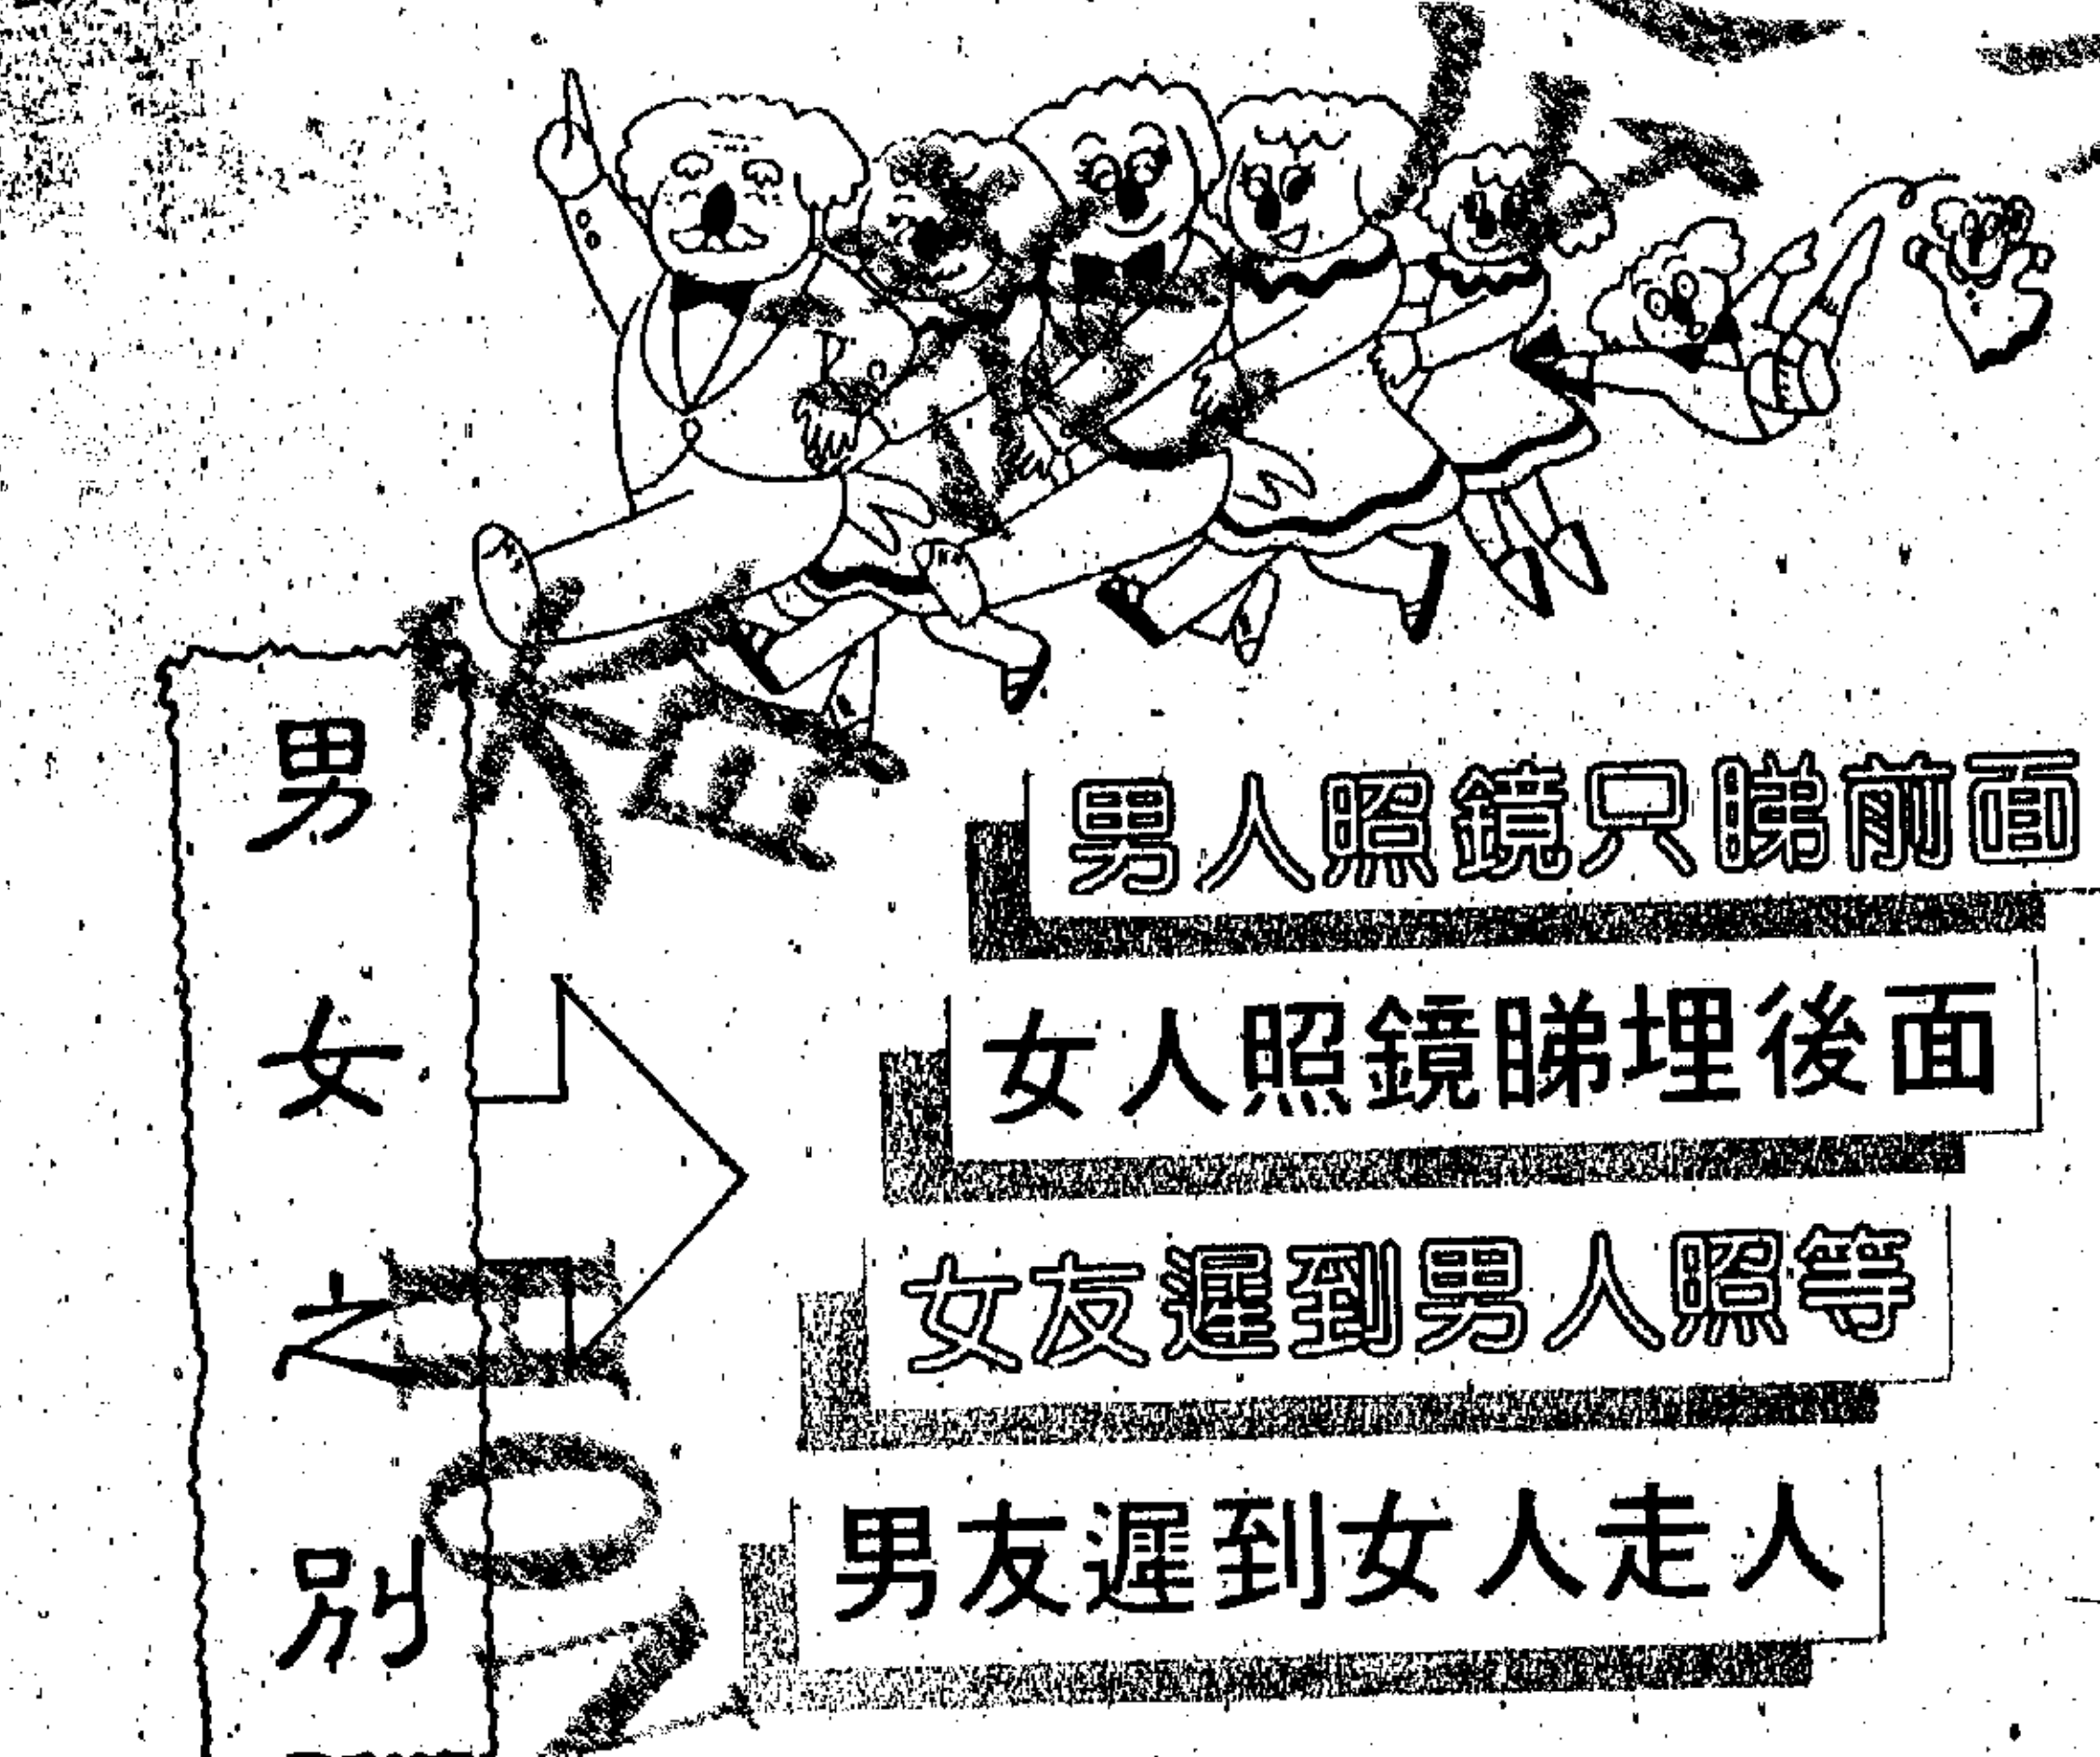 男女之別
男人照鏡只睇前面
女人照鏡睇埋後面
女友遲到男人照等
男友遲到女人走人